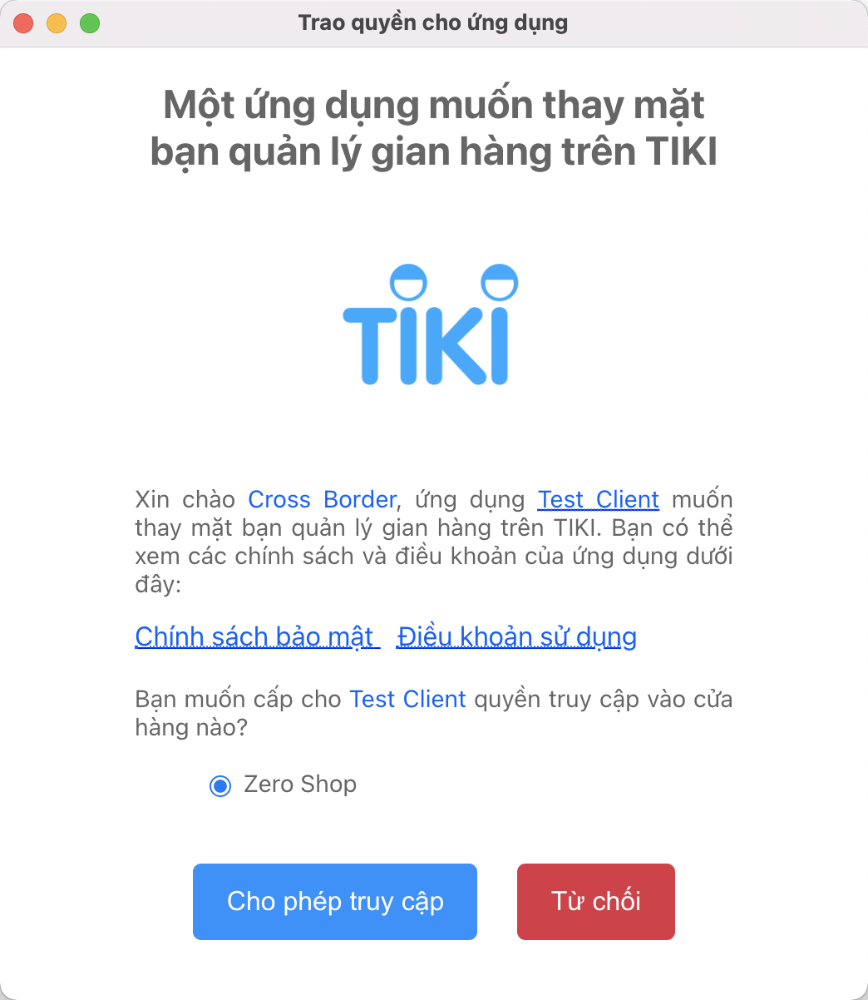 Trao quyền cho ứng dụng
Một ứng dụng muốn thay mặt
bạn quản lý gian hàng trên TIKI
TIKI
Xin chào Cross Border, ứng dụng Test Client muốn
thay mặt bạn quản lý gian hàng trên TIKI. Bạn có thể
xem các chính sách và điều khoản của ứng dụng dưới
đây:
Chính sách bảo mật Điều khoản sử dụng
Bạn muốn cấp cho Test Client quyền truy cập vào cửa
hàng nào?
Zero Shop
Cho phép truy cập Từ chối